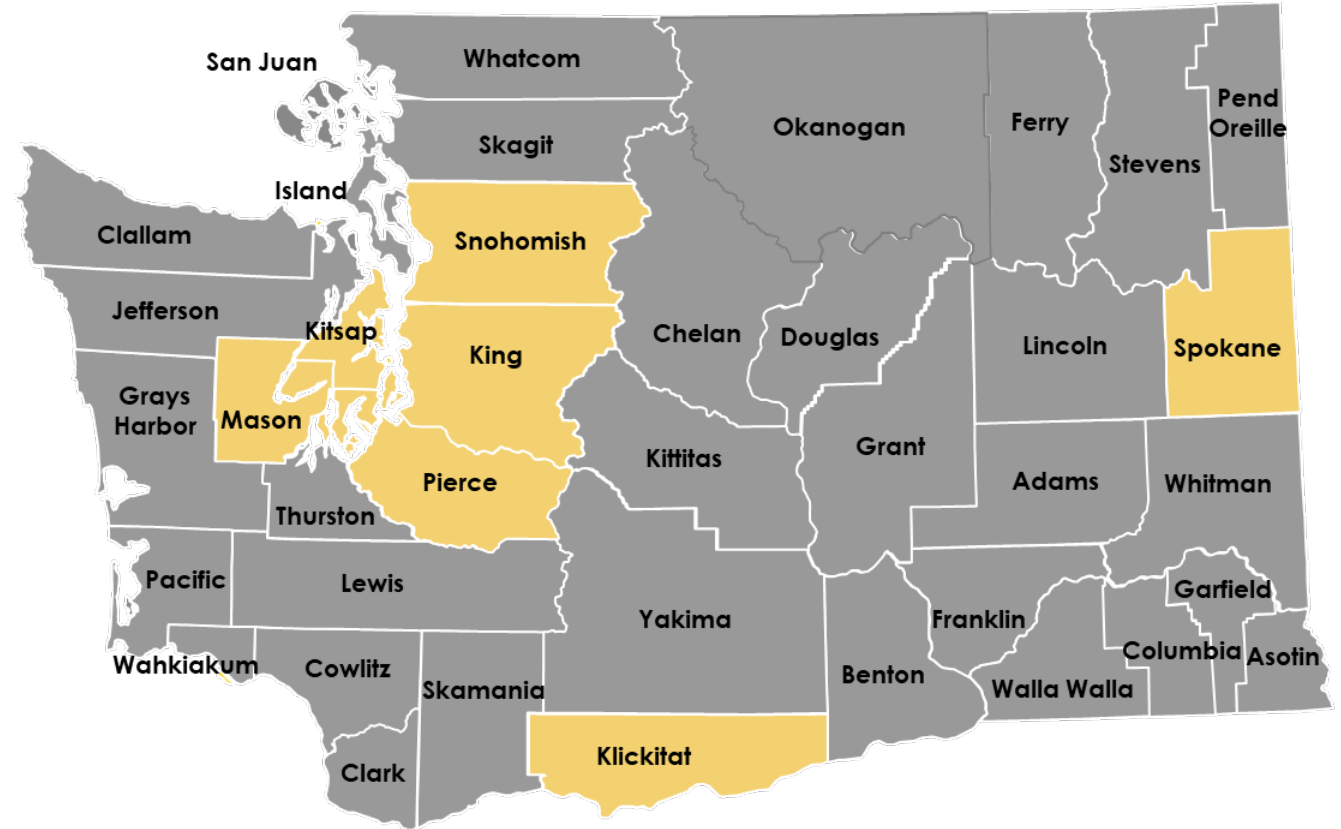 Whatcom
San Juan
Pend
Oreille
Okanogan
Ferry
Skagit
Stevens
Island
Clallam
Snohomish
Jefferson
Kitsap
Chelan
Douglas
Lincoln
Spokane
King
Grays
Harbor
Mason
Grant
Kittitas
Pierce
Adams
Whitman
Thurston
Pacific
Lewis
Garfield
Yakima
Franklin
Columbia
Asotin
Wahkiakum
Cowlitz
Benton
Skamania
Walla Walla
Klickitat
Clark